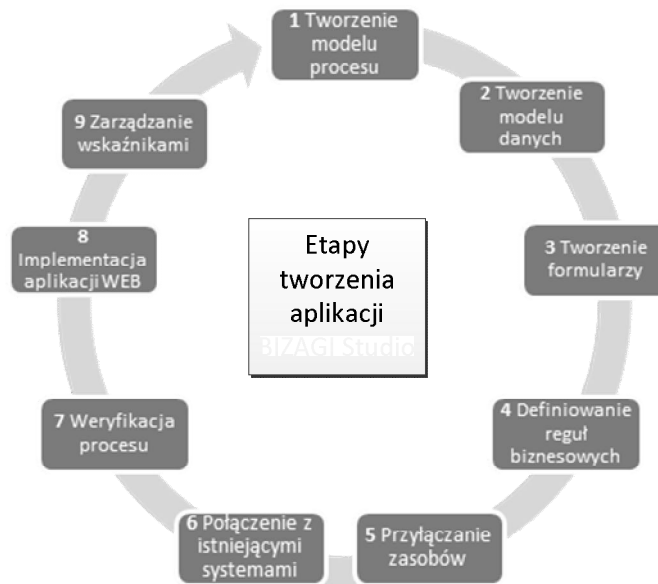 1 Tworzenie
modelu
procesu
2 Tworzenie
modelu
danych
3 Tworzenie
formularzy
4 Definiowanie
reguł
biznesowych
5 Przyłączanie
zasobów
6 Połączenie z
istniejącymi
systemami
7 Weryfikacja
procesu
8
Implementacja
aplikacji WEB
9 Zarządzanie
wskaźnikami
Etapy
tworzenia
aplikacji
BIZAGI Studio